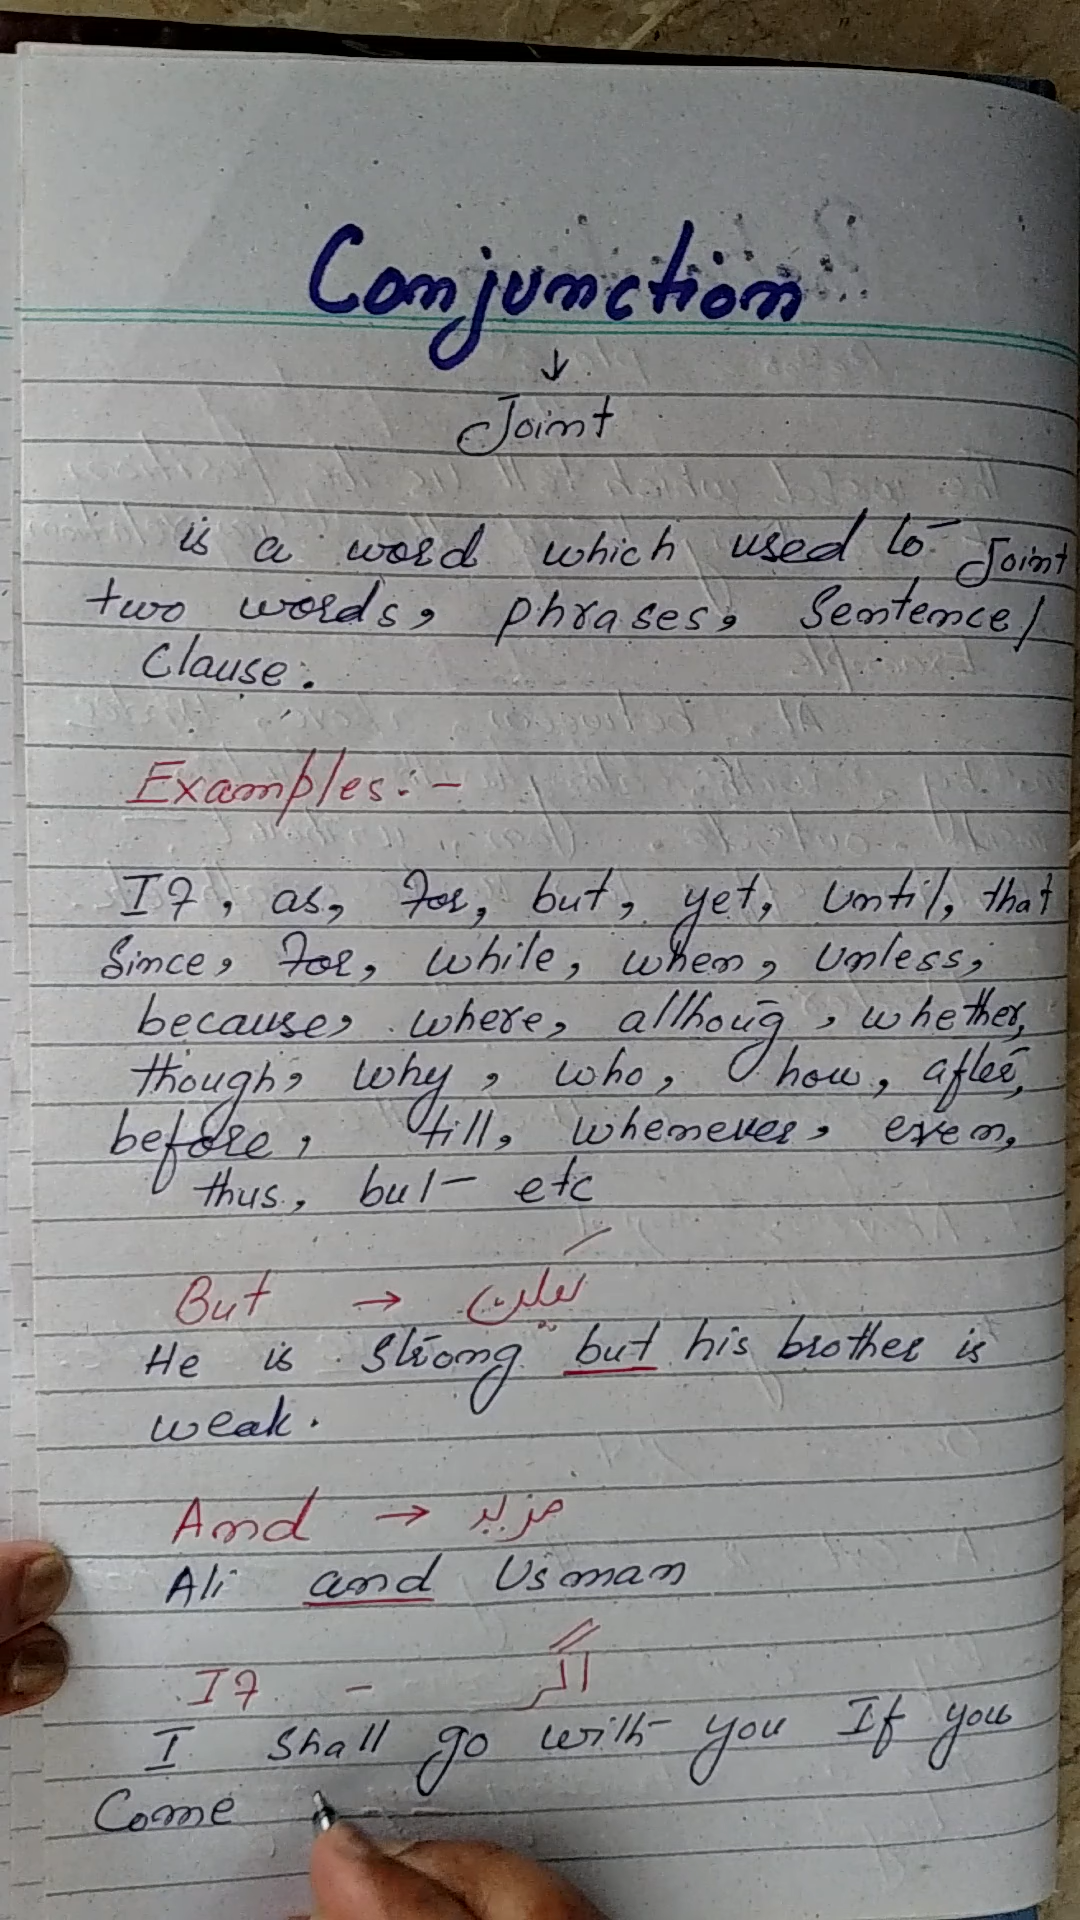 Conjunction
↓
Joint
is a word which used to Joint
two words, phrases, Sentence/
Clause.
Examples:-
If, as, For, but, yet, Until, that
Since, For, while, when, Unless,
because, where, althoug, whether,
though, why, who, how, after,
before, till, whenever, even,
thus, but etc
But → لیکن
He is Strong but his brother is
weak.
And → مزید
Ali and Usman
If - اگر
I Shall go with you If you
Come